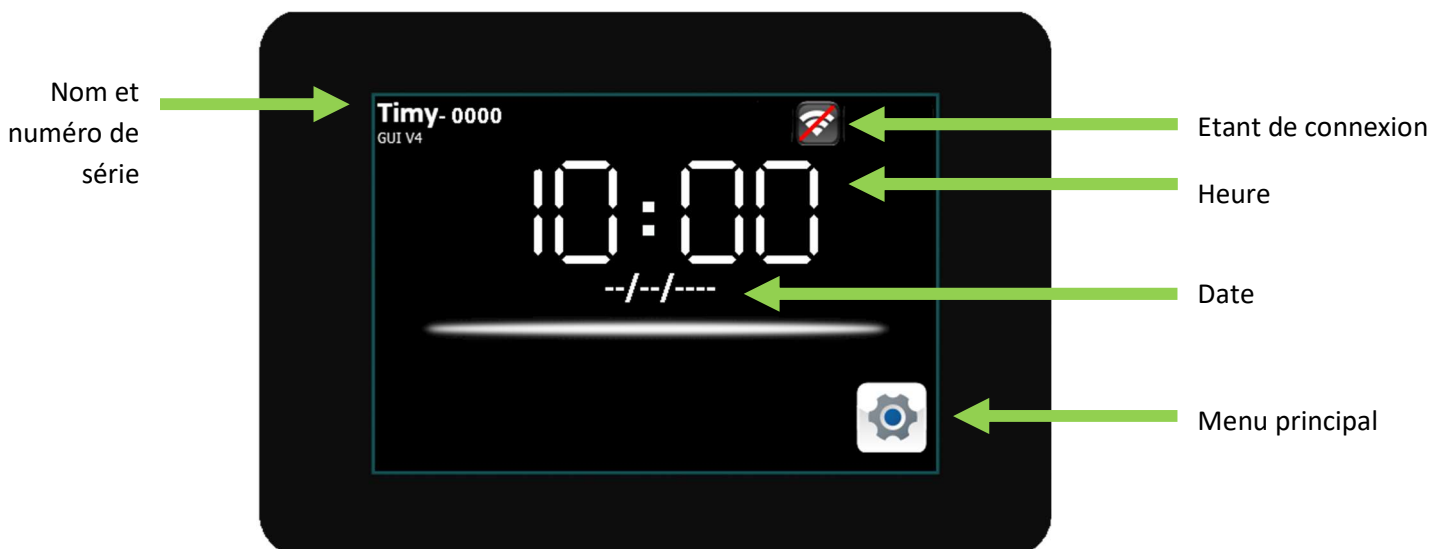 Nom et
numéro de
série
Timy- 0000
GUI V4
10:00
--/--/----
Etant de connexion
Heure
Date
Menu principal